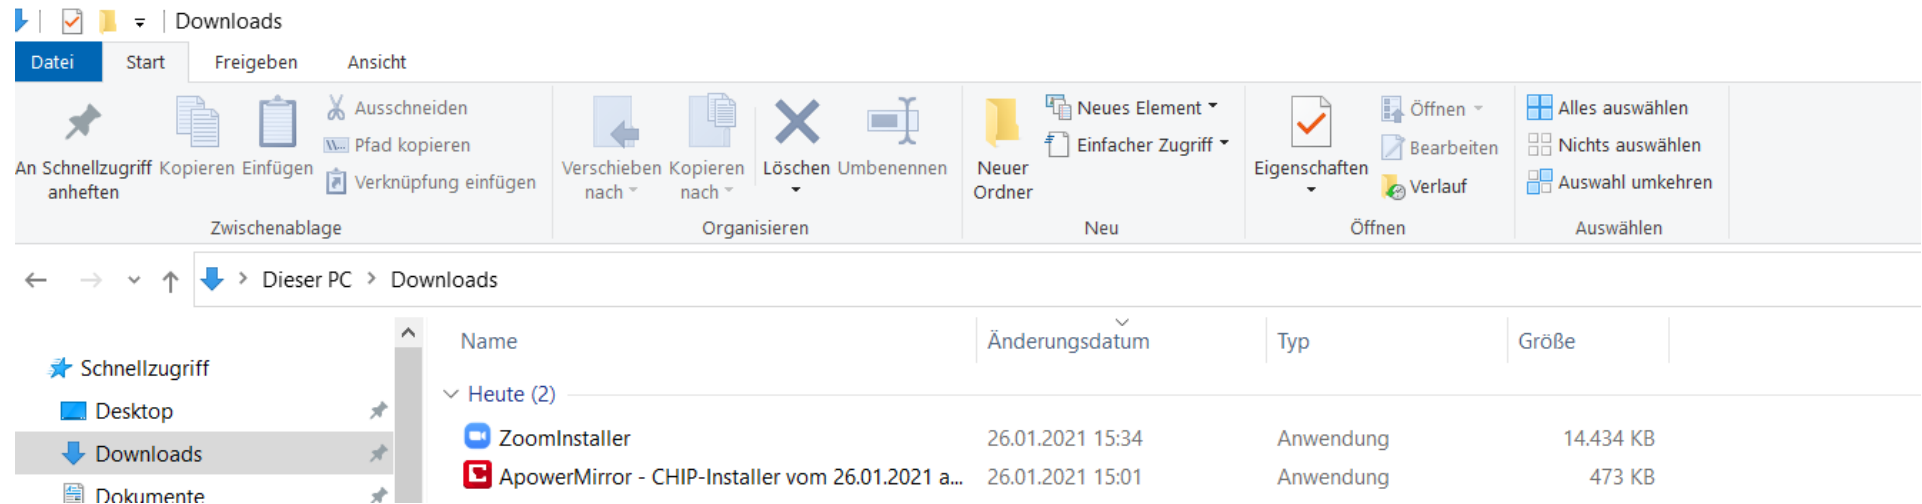 Downloads
Datei Start Freigeben Ansicht
An Schnellzugriff anheften
Kopieren
Einfügen
Ausschneiden
Pfad kopieren
Verknüpfung einfügen
Zwischenablage
Verschieben nach
Kopieren nach
Löschen
Umbenennen
Organisieren
Neuer Ordner
Neues Element
Einfacher Zugriff
Neu
Eigenschaften
Öffnen
Bearbeiten
Verlauf
Öffnen
Alles auswählen
Nichts auswählen
Auswahl umkehren
Auswählen
Dieser PC > Downloads
Schnellzugriff
Desktop
Downloads
Dokumente
Name Änderungsdatum Typ Größe
Heute (2)
ZoomInstaller 26.01.2021 15:34 Anwendung 14.434 KB
ApowerMirror - CHIP-Installer vom 26.01.2021 a... 26.01.2021 15:01 Anwendung 473 KB